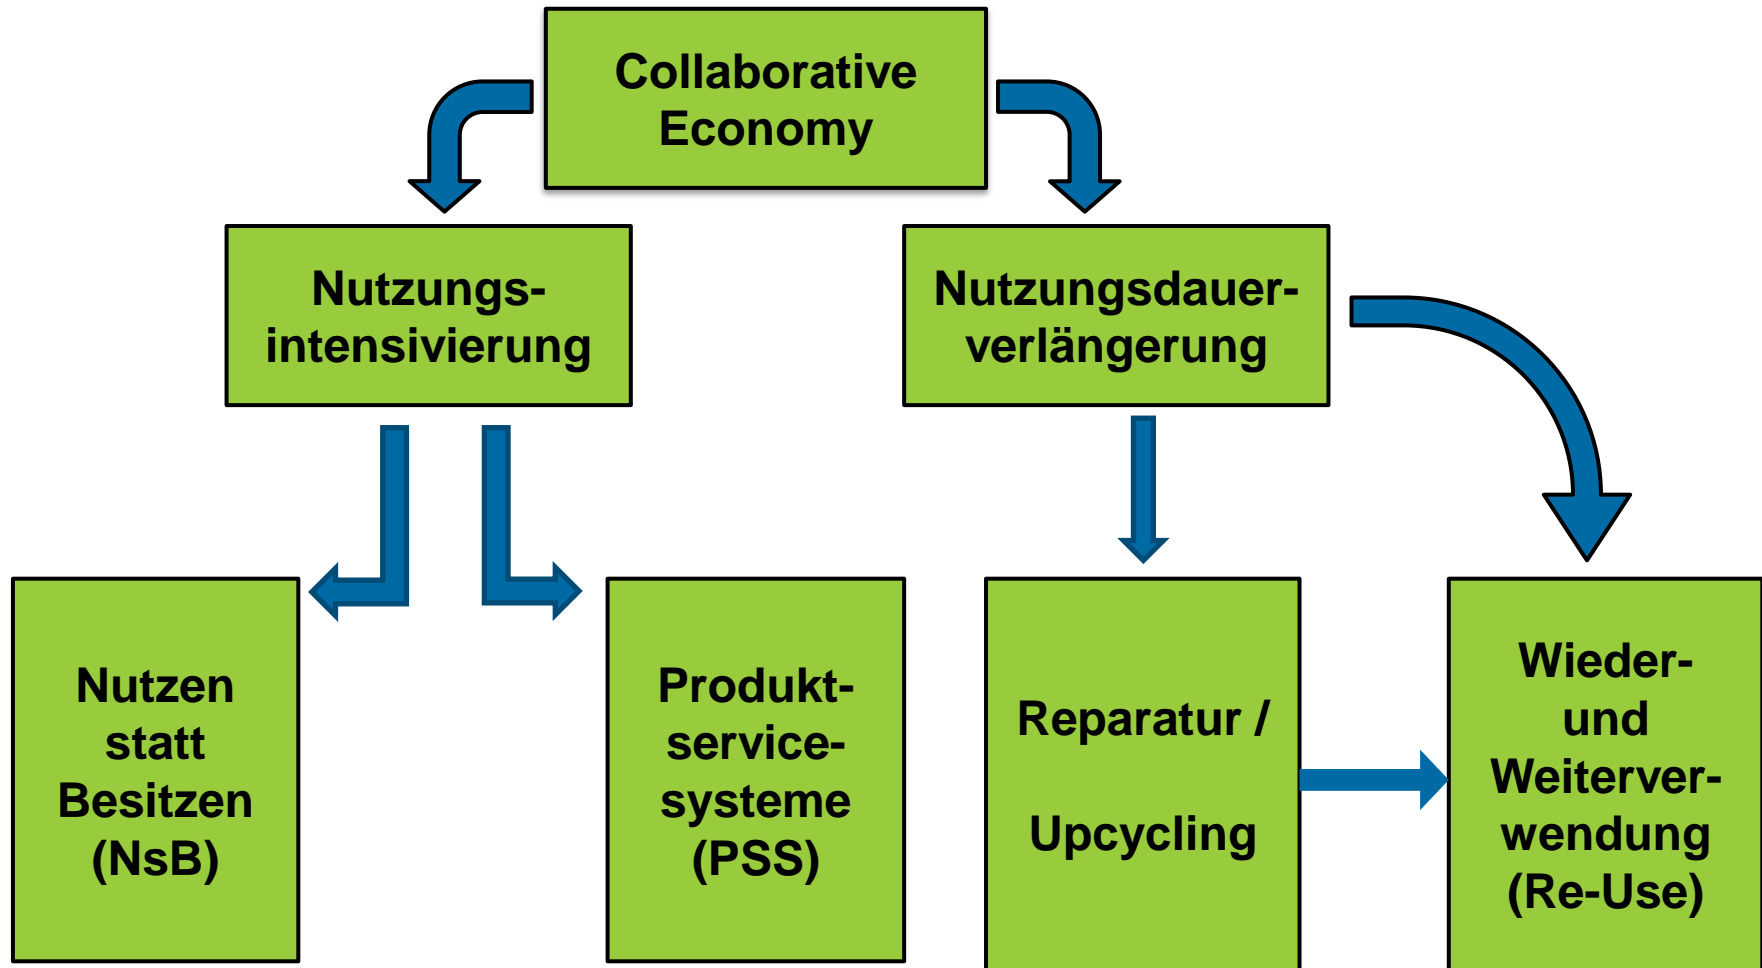 Collaborative
Economy
Nutzungs-
intensivierung
Nutzungsdauer-
verlängerung
Nutzen
statt
Besitzen
(NsB)
Produkt-
service-
systeme
(PSS)
Reparatur /
Upcycling
Wieder-
und
Weiterver-
wendung
(Re-Use)